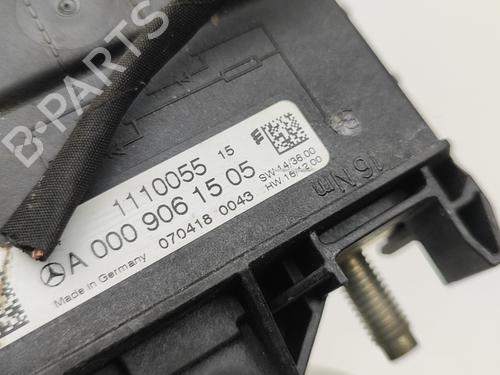 1110055 15
A 000 906 15 05
070418 0043
SW:14/36.00
HW:16/12.00
Made in Germany
F
16 Nm
B-PARTS